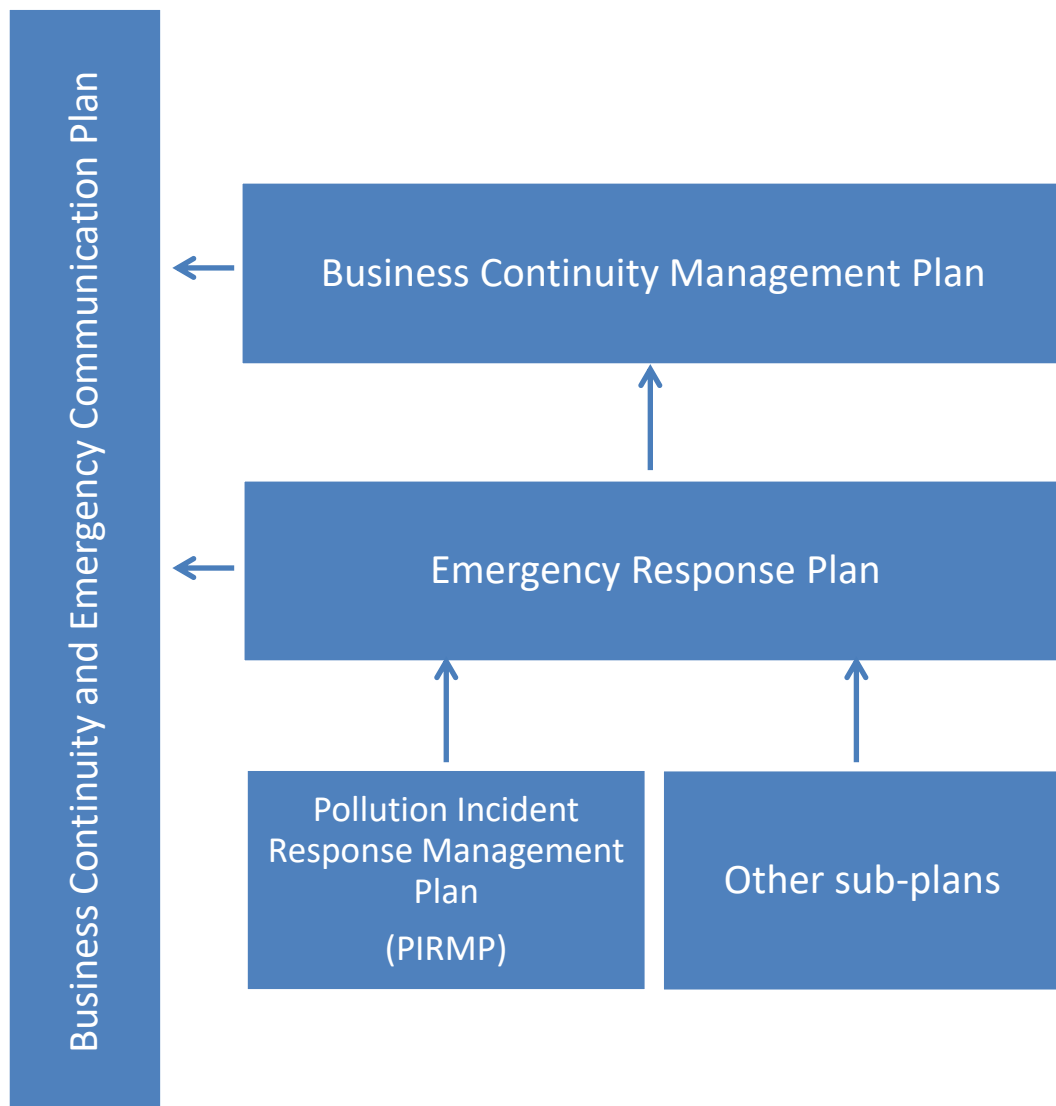 Business Continuity and Emergency Communication Plan
Business Continuity Management Plan
Emergency Response Plan
Pollution Incident
Response Management
Plan
(PIRMP)
Other sub-plans